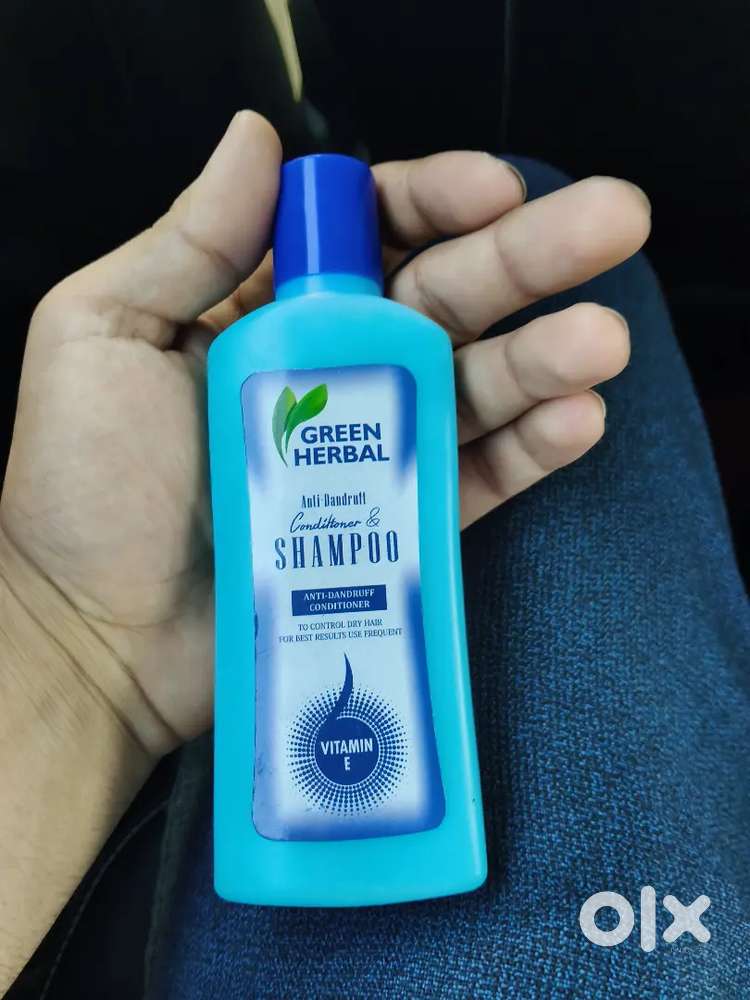 GREEN
HERBAL
Anti-Dandruff
Conditioner &
SHAMPOO
ANTI-DANDRUFF
CONDITIONER
TO CONTROL DRY HAIR
FOR BEST RESULTS USE FREQUENT
VITAMIN
E
olx